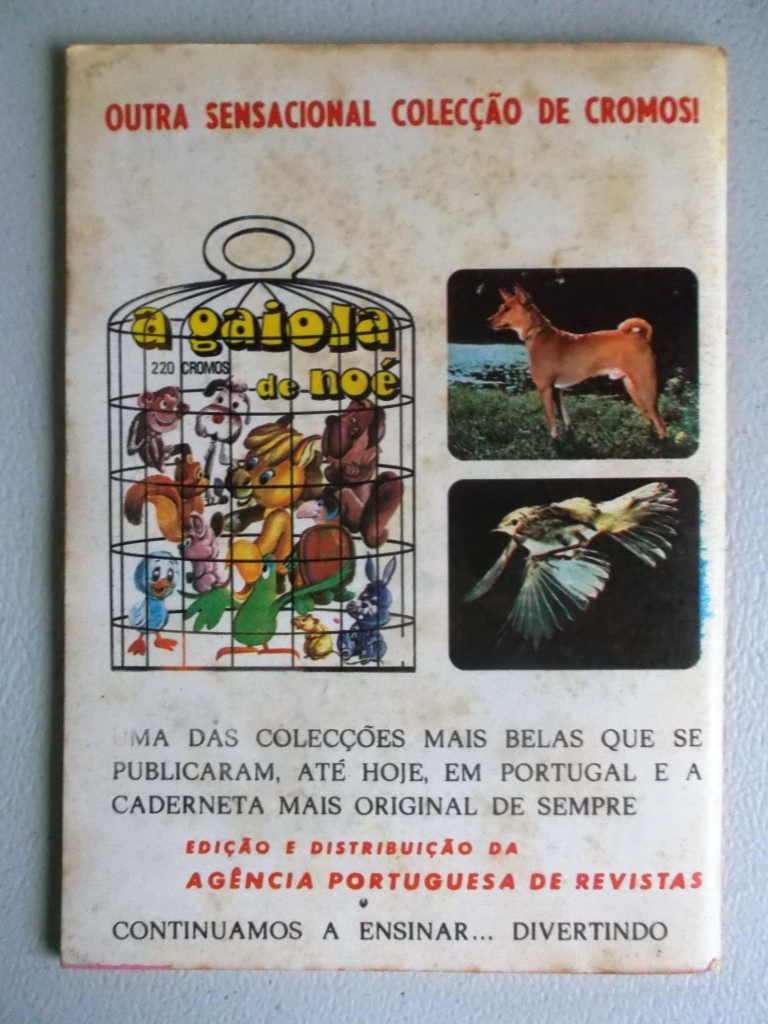 OUTRA SENSACIONAL COLECÇÃO DE CROMOS!
a gaiola
220 CROMOS
de noé
UMA DAS COLECÇÕES MAIS BELAS QUE SE
PUBLICARAM, ATÉ HOJE, EM PORTUGAL E A
CADERNETA MAIS ORIGINAL DE SEMPRE
EDIÇÃO E DISTRIBUIÇÃO DA
AGÊNCIA PORTUGUESA DE REVISTAS
CONTINUAMOS A ENSINAR... DIVERTINDO